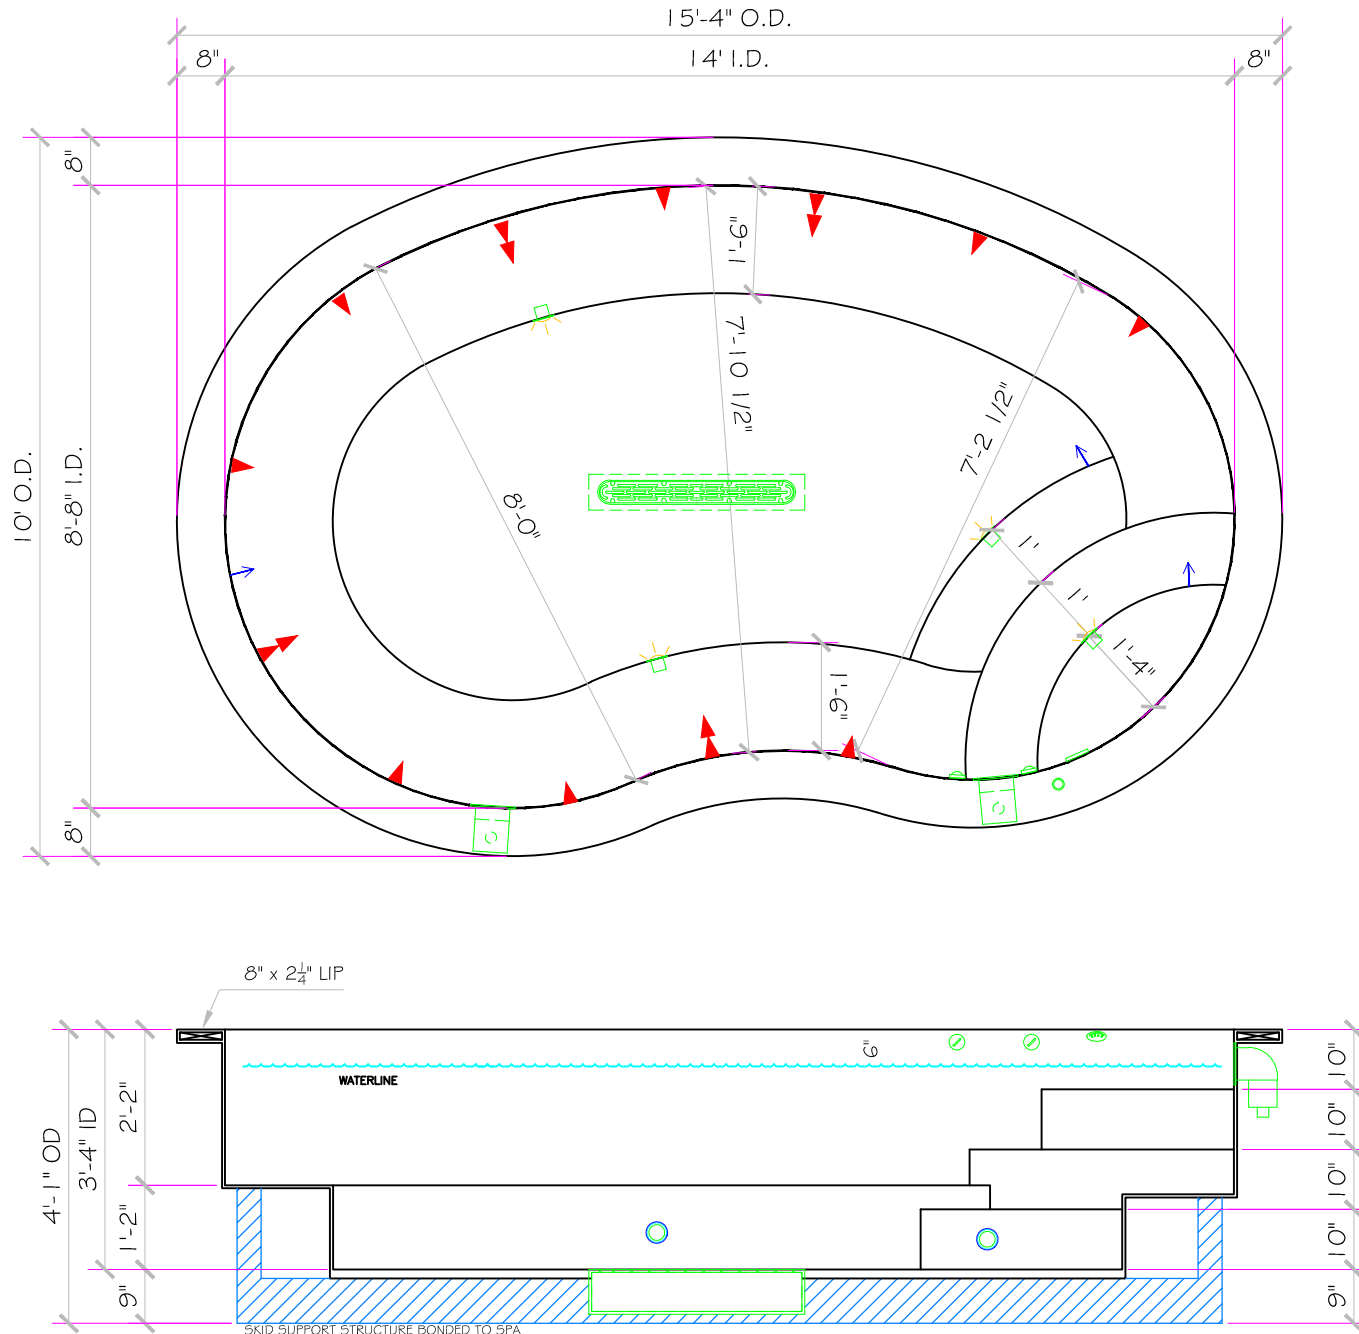 15'-4" O.D.
8"
14' I.D.
8"
8"
1'-6"
7'-10 1/2"
7'-2 1/2"
10' O.D.
8'-8" I.D.
8'-0"
1'
1'
1'-4"
1'-6"
8"
8" x 2¼" LIP
6"
WATERLINE
10"
2'-2"
10"
3'-4" ID
4'-1" OD
10"
1'-2"
10"
9"
9"
SKID SUPPORT STRUCTURE BONDED TO SPA